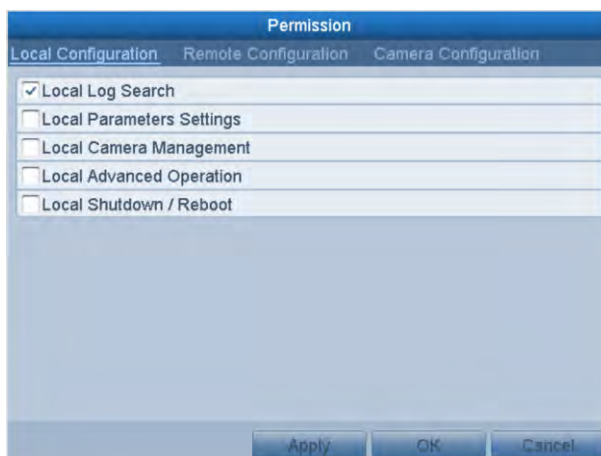 Permission
Local Configuration Remote Configuration Camera Configuration
Local Log Search
Local Parameters Settings
Local Camera Management
Local Advanced Operation
Local Shutdown / Reboot
Apply OK Cancel